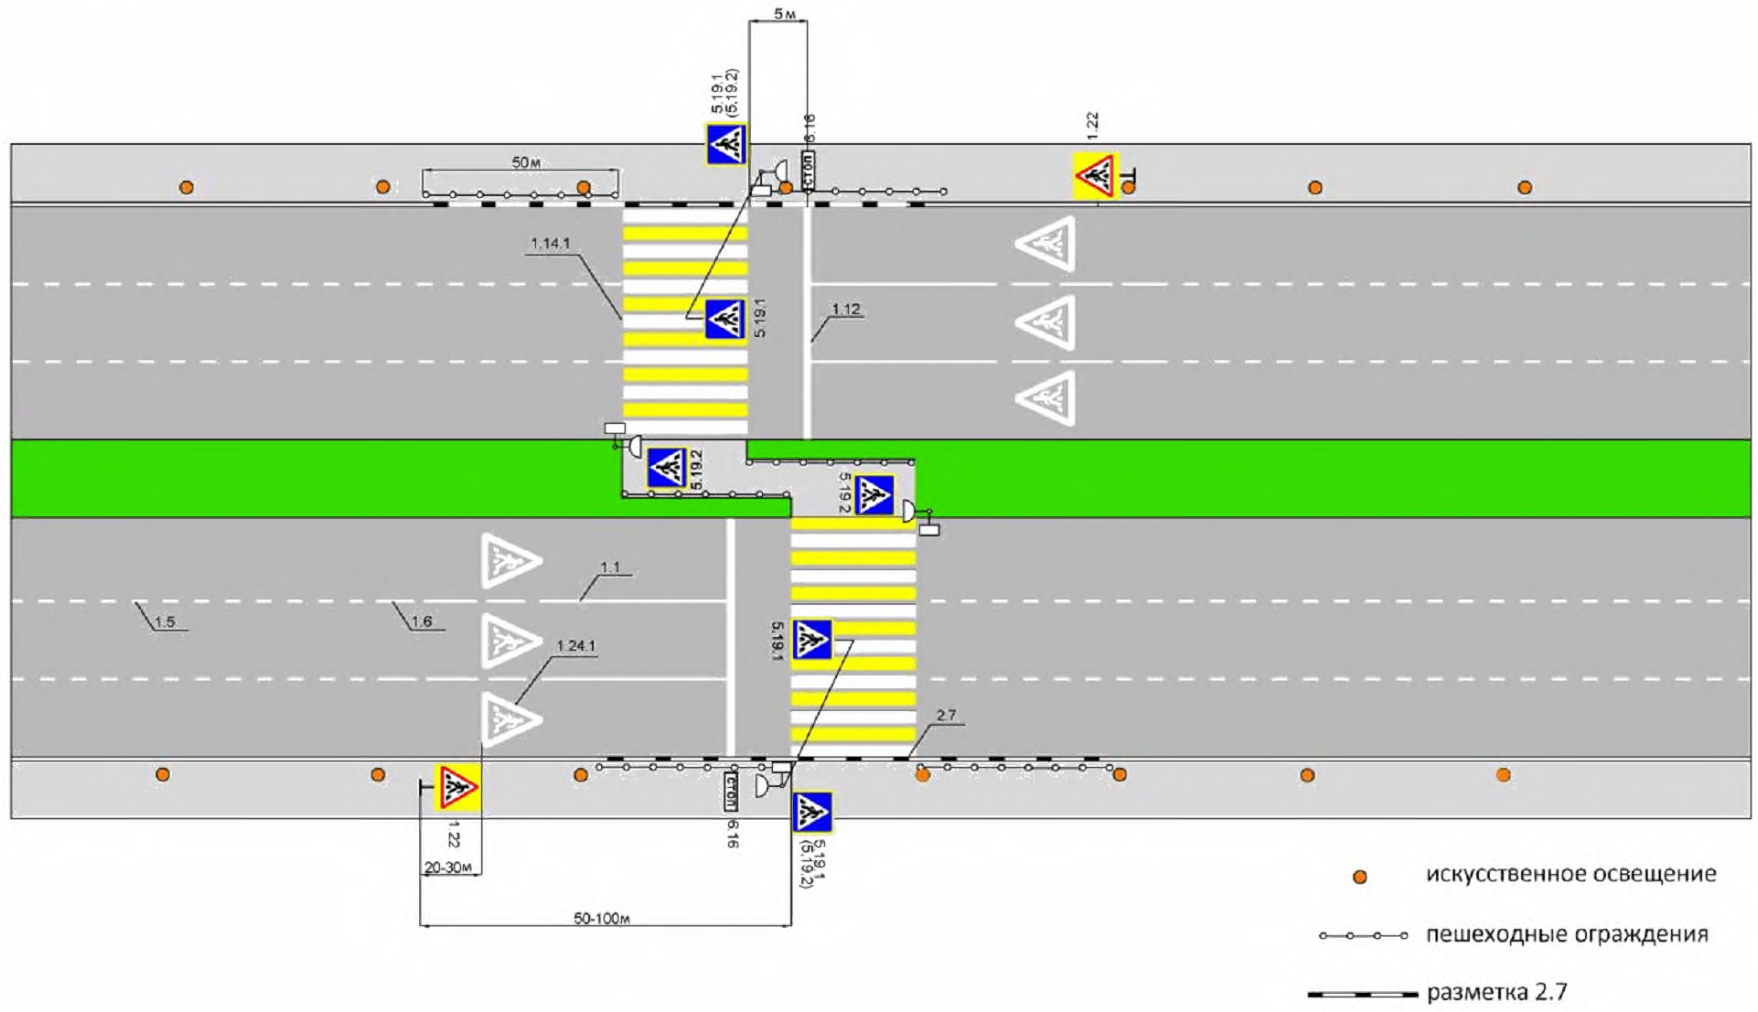 5м
5.19.1
(5.19.2)
6.16
1.22
50м
стоп
1.14.1
5.19.1
1.12
5.19.2
5.19.2
1.1
1.5
1.6
1.24.1
5.19.1
2.7
1.22
стоп
6.16
5.19.1
(5.19.2)
20-30м
50-100м
искусственное освещение
пешеходные ограждения
разметка 2.7